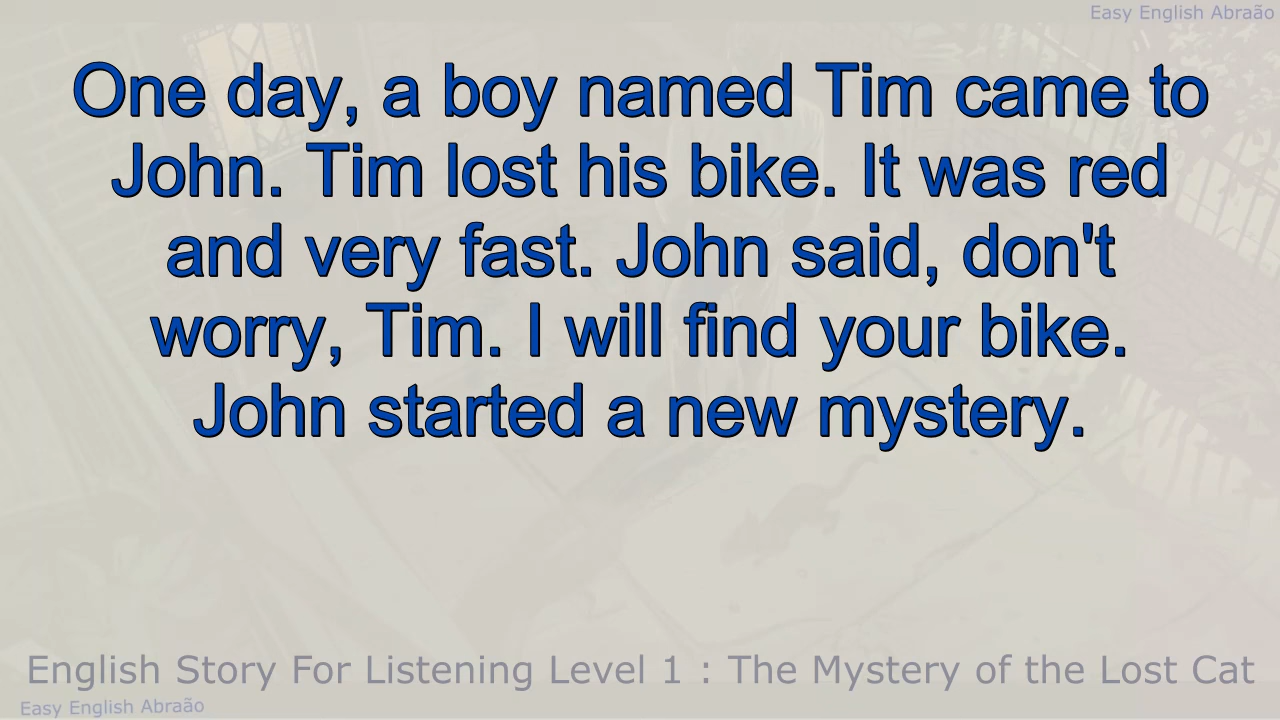 Easy English Abraão
One day, a boy named Tim came to
John. Tim lost his bike. It was red
and very fast. John said, don't
worry, Tim. I will find your bike.
John started a new mystery.
English Story For Listening Level 1 : The Mystery of the Lost Cat
Easy English Abraão